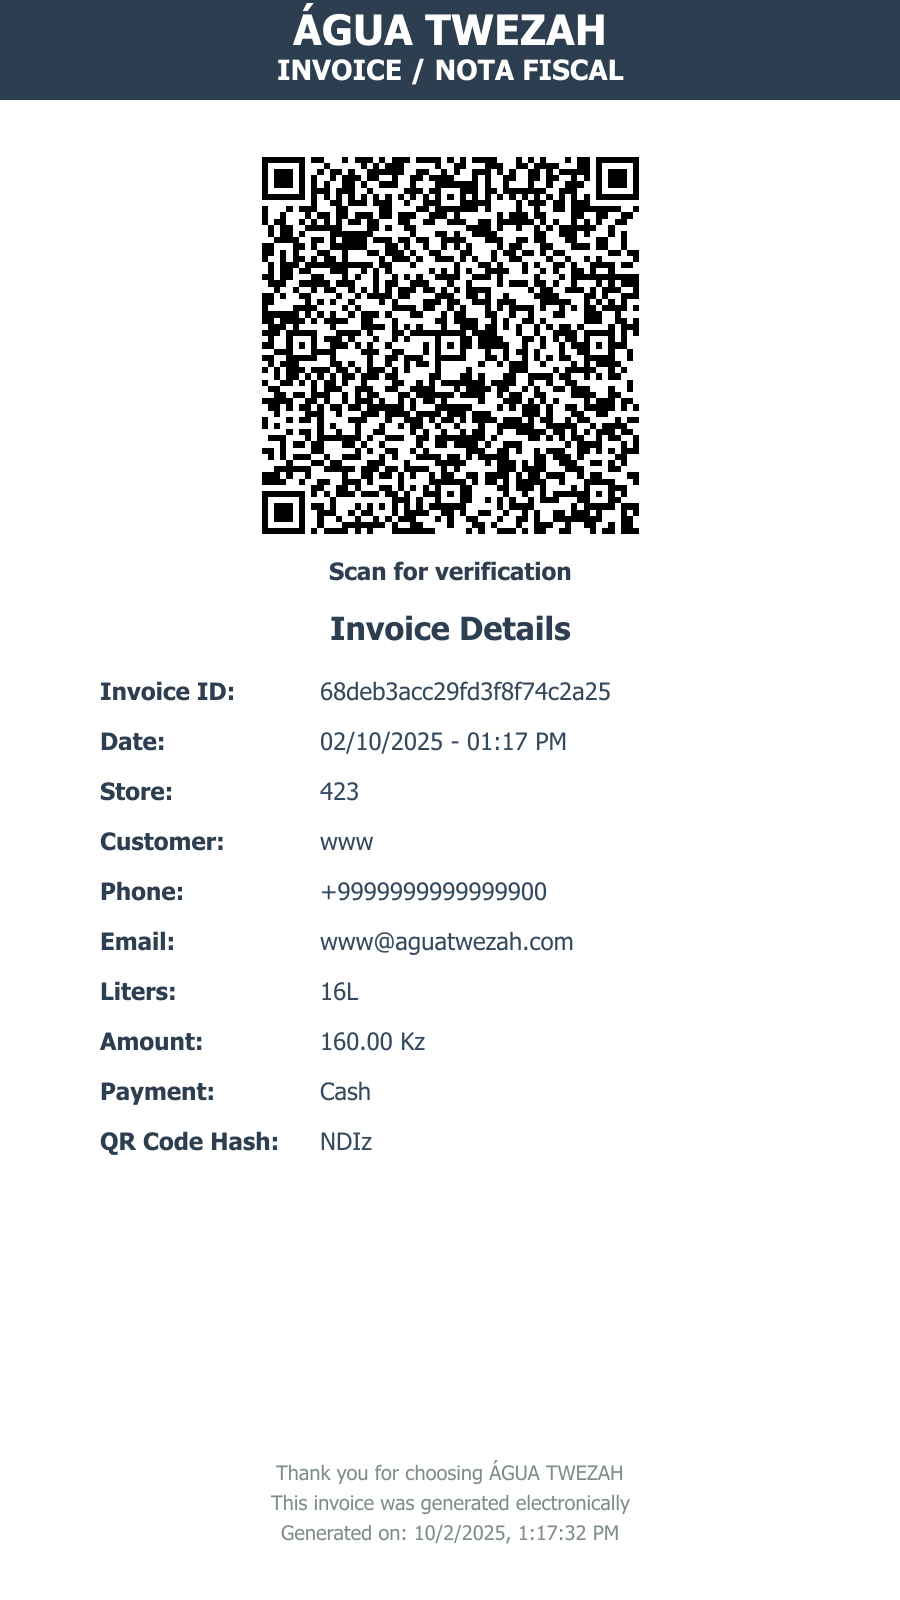 ÁGUA TWEZAH
INVOICE / NOTA FISCAL
Scan for verification
Invoice Details
Invoice ID: 68deb3acc29fd3f8f74c2a25
Date: 02/10/2025 - 01:17 PM
Store: 423
Customer: www
Phone: +9999999999999900
Email: www@aguatwezah.com
Liters: 16L
Amount: 160.00 Kz
Payment: Cash
QR Code Hash: NDIz
Thank you for choosing ÁGUA TWEZAH
This invoice was generated electronically
Generated on: 10/2/2025, 1:17:32 PM